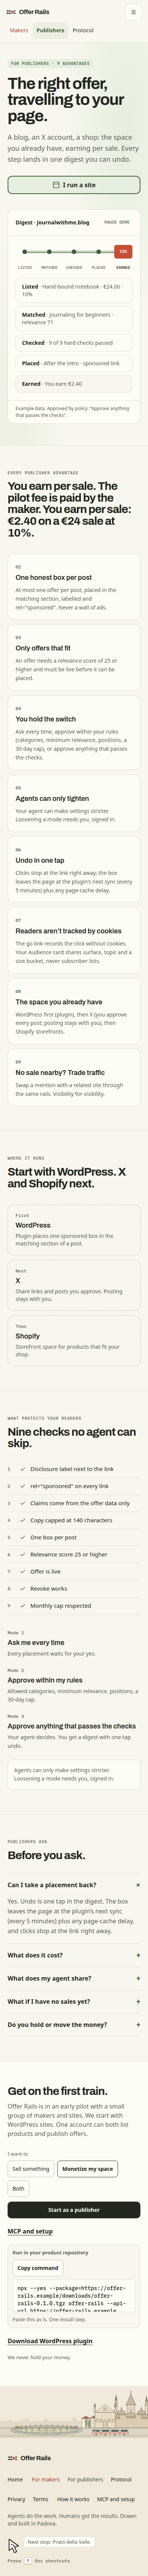 Offer Rails
Makers Publishers Protocol
FOR PUBLISHERS · 9 ADVANTAGES
The right offer,
travelling to your
page.
A blog, an X account, a shop: the space
you already have, earning per sale. Every
step lands in one digest you can undo.
I run a site
Digest · journalwithme.blog PAUSE DEMO
LISTED MATCHED CHECKED PLACED EARNED
Listed · Hand-bound notebook · €24.00 ·
10%
Matched · Journaling for beginners ·
relevance 71
Checked · 9 of 9 hard checks passed
Placed · After the intro · sponsored link
Earned · You earn €2.40
Example data. Approved by policy: "Approve anything
that passes the checks".
EVERY PUBLISHER ADVANTAGE
You earn per sale. The
pilot fee is paid by the
maker. You earn per sale:
€2.40 on a €24 sale at
10%.
02
One honest box per post
At most one offer per post, placed in the
matching section, labelled and
rel="sponsored". Never a wall of ads.
03
Only offers that fit
An offer needs a relevance score of 25 or
higher and must be live before it can be
placed.
04
You hold the switch
Ask every time, approve within your rules
(categories, minimum relevance, positions, a
30-day cap), or approve anything that passes
the checks.
05
Agents can only tighten
Your agent can make settings stricter.
Loosening a mode needs you, signed in.
06
Undo in one tap
Clicks stop at the link right away; the box
leaves the page at the plugin's next sync (every
5 minutes) plus any page-cache delay.
07
Readers aren't tracked by cookies
The go link records the click without cookies.
Your Audience card shares surface, topic and a
size bucket, never subscriber lists.
08
The space you already have
WordPress first (plugin), then X (you approve
every post; posting stays with you), then
Shopify storefronts.
09
No sale nearby? Trade traffic
Swap a mention with a related site through
the same rails. Visibility for visibility.
WHERE IT RUNS
Start with WordPress. X
and Shopify next.
First
WordPress
Plugin places one sponsored box in the
matching section of a post.
Next
X
Share links and posts you approve. Posting
stays with you.
Then
Shopify
Storefront space for products that fit your
shop.
WHAT PROTECTS YOUR READERS
Nine checks no agent can
skip.
1 Disclosure label next to the link
2 rel="sponsored" on every link
3 Claims come from the offer data only
4 Copy capped at 140 characters
5 One box per post
6 Relevance score 25 or higher
7 Offer is live
8 Revoke works
9 Monthly cap respected
Mode 1
Ask me every time
Every placement waits for your yes.
Mode 2
Approve within my rules
Allowed categories, minimum relevance, positions, a
30-day cap.
Mode 3
Approve anything that passes the checks
Your agent decides. You get a digest with one-tap
undo.
Agents can only make settings stricter.
Loosening a mode needs you, signed in.
PUBLISHERS ASK
Before you ask.
Can I take a placement back? ×
Yes. Undo is one tap in the digest. The box
leaves the page at the plugin's next sync
(every 5 minutes) plus any page-cache delay,
and clicks stop at the link right away.
What does it cost? +
What does my agent share? +
What if I have no sales yet? +
Do you hold or move the money? +
Get on the first train.
Offer Rails is in an early pilot with a small
group of makers and sites. We start with
WordPress sites. One account can both list
products and publish offers.
I want to
Sell something Monetize my space
Both
Start as a publisher
MCP and setup
Run in your product repository
Copy command
npx --yes --package=https://offer-
rails.example/downloads/offer-
rails-0.1.0.tgz offer-rails --api-
url https://offer-rails.example
Paste this as is. One install step.
Download WordPress plugin
We never hold your money.
Offer Rails
Home For makers For publishers Protocol
Privacy Terms How it works MCP and setup
Agents do the work. Humans get the results. Drawn
and built in Padova.
Next stop: Prato della Valle.
Press ? for shortcuts